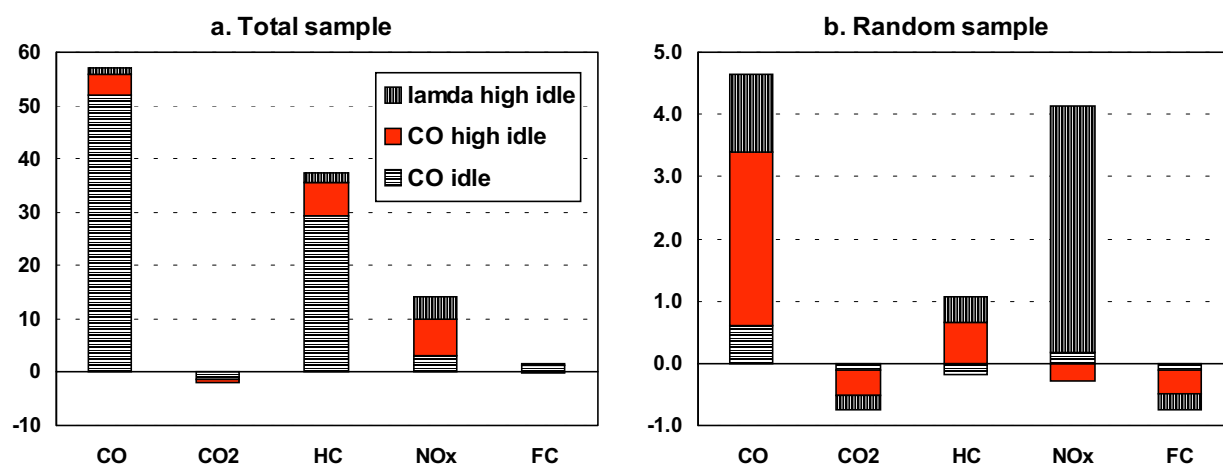 a. Total sample
60
50
40
30
20
10
0
-10
lamda high idle
CO high idle
CO idle
CO CO2 HC NOx FC
b. Random sample
5.0
4.0
3.0
2.0
1.0
0.0
-1.0
CO CO2 HC NOx FC